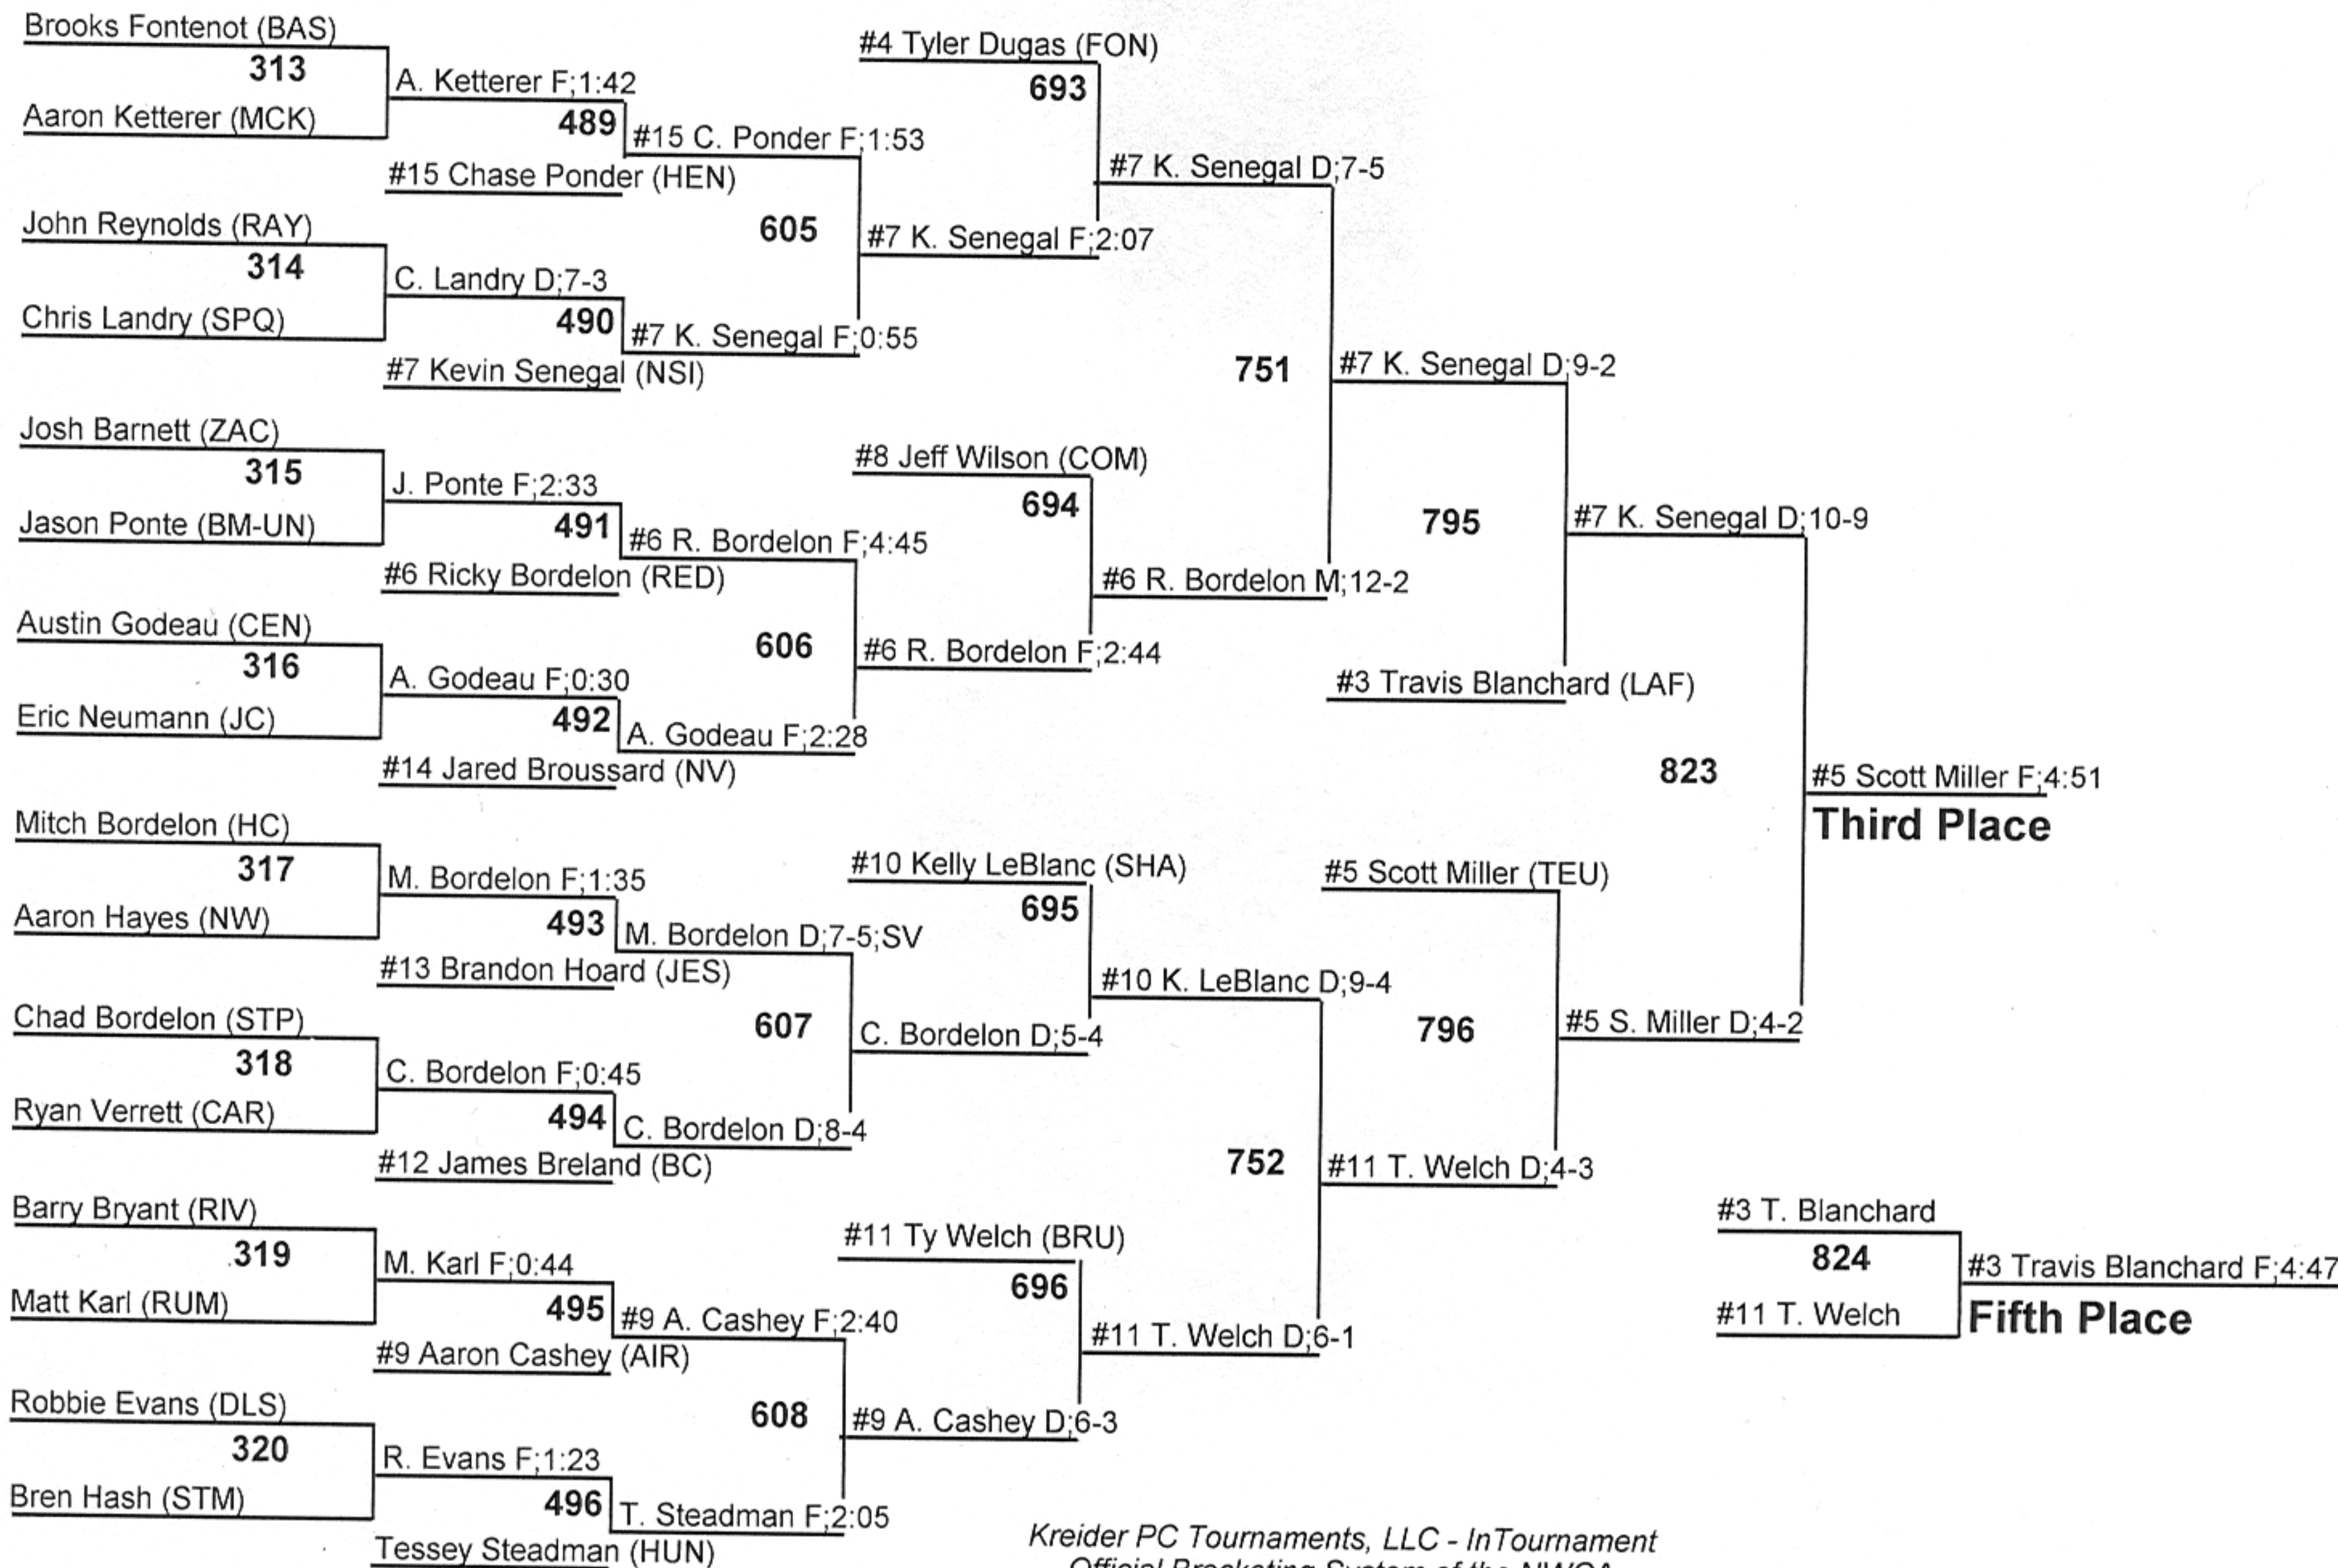 Brooks Fontenot (BAS)
313
Aaron Ketterer (MCK)
A. Ketterer F;1:42
489
#15 Chase Ponder (HEN)
#15 C. Ponder F;1:53
John Reynolds (RAY)
314
Chris Landry (SPQ)
C. Landry D;7-3
490
#7 Kevin Senegal (NSI)
#7 K. Senegal F;0:55
605
#7 K. Senegal F;2:07
#4 Tyler Dugas (FON)
693
#7 K. Senegal D;7-5
Josh Barnett (ZAC)
315
Jason Ponte (BM-UN)
J. Ponte F;2:33
491
#6 Ricky Bordelon (RED)
#6 R. Bordelon F;4:45
Austin Godeau (CEN)
316
Eric Neumann (JC)
A. Godeau F;0:30
492
#14 Jared Broussard (NV)
A. Godeau F;2:28
606
#6 R. Bordelon F;2:44
#8 Jeff Wilson (COM)
694
#6 R. Bordelon M;12-2
751
#7 K. Senegal D;9-2
795
#3 Travis Blanchard (LAF)
#7 K. Senegal D;10-9
Mitch Bordelon (HC)
317
Aaron Hayes (NW)
M. Bordelon F;1:35
493
#13 Brandon Hoard (JES)
M. Bordelon D;7-5;SV
Chad Bordelon (STP)
318
Ryan Verrett (CAR)
C. Bordelon F;0:45
494
#12 James Breland (BC)
C. Bordelon D;8-4
607
C. Bordelon D;5-4
#10 Kelly LeBlanc (SHA)
695
#10 K. LeBlanc D;9-4
Barry Bryant (RIV)
319
Matt Karl (RUM)
M. Karl F;0:44
495
#9 Aaron Cashey (AIR)
#9 A. Cashey F;2:40
Robbie Evans (DLS)
320
Bren Hash (STM)
R. Evans F;1:23
496
Tessey Steadman (HUN)
T. Steadman F;2:05
608
#9 A. Cashey D;6-3
#11 Ty Welch (BRU)
696
#11 T. Welch D;6-1
752
#11 T. Welch D;4-3
#5 Scott Miller (TEU)
796
#5 S. Miller D;4-2
823
#5 Scott Miller F;4:51
Third Place
#3 T. Blanchard
824
#11 T. Welch
#3 Travis Blanchard F;4:47
Fifth Place
Kreider PC Tournaments, LLC - InTournament
Official Bracketing System of the NWCA